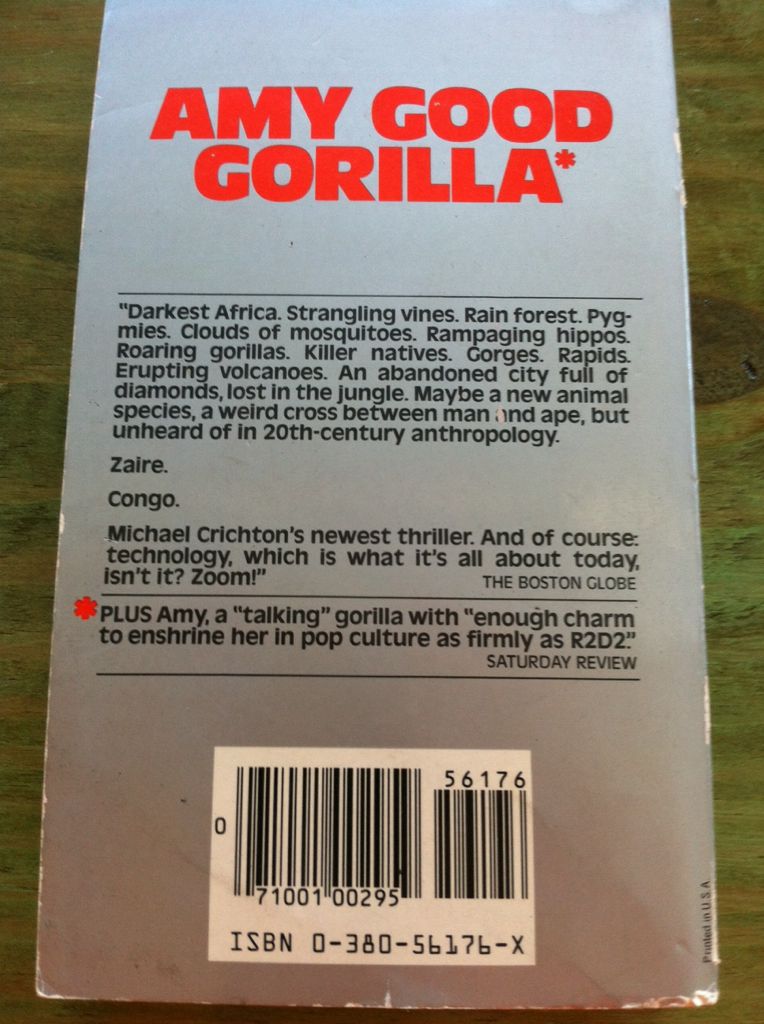 AMY GOOD
GORILLA*
"Darkest Africa. Strangling vines. Rain forest. Pyg-
mies. Clouds of mosquitoes. Rampaging hippos.
Roaring gorillas. Killer natives. Gorges. Rapids.
Erupting volcanoes. An abandoned city full of
diamonds, lost in the jungle. Maybe a new animal
species, a weird cross between man and ape, but
unheard of in 20th-century anthropology.
Zaire.
Congo.
Michael Crichton's newest thriller. And of course:
technology, which is what it's all about today,
isn't it? Zoom!"
THE BOSTON GLOBE
*PLUS Amy, a "talking" gorilla with "enough charm
to enshrine her in pop culture as firmly as R2D2."
SATURDAY REVIEW
56176
0
71001 00295
ISBN 0-380-56176-X
Printed in U.S.A.